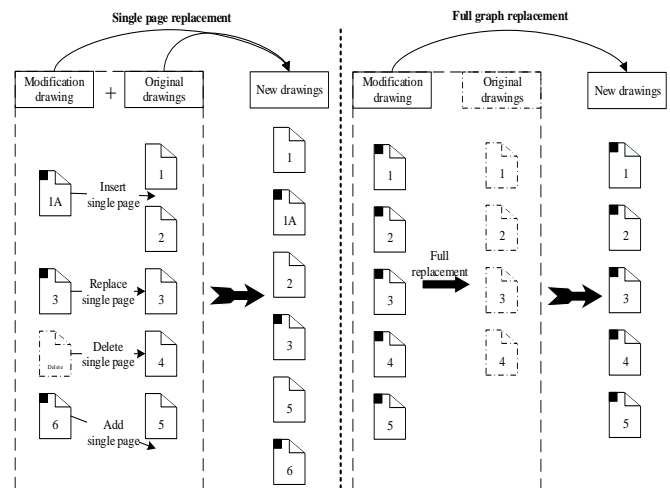 Single page replacement
Full graph replacement
Modification
drawing
+
Original
drawings
New drawings
Modification
drawing
Original
drawings
New drawings
1A
Insert
single page
1
2
3
Replace
single page
3
Delete
Delete
single page
4
6
Add
single page
5
1
1A
2
3
5
6
1
2
3
4
5
Full
replacement
1
2
3
4
1
2
3
4
5